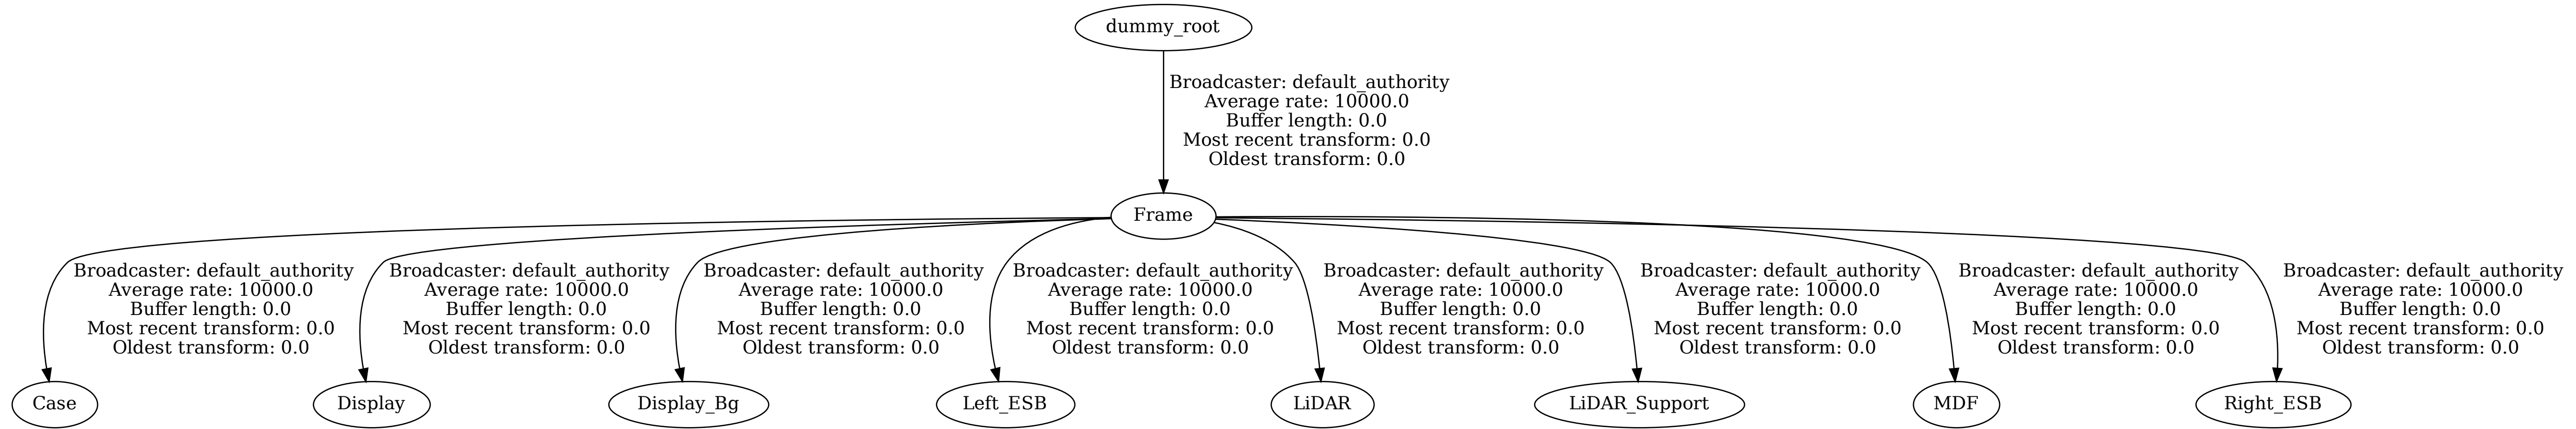 dummy_root
Broadcaster: default_authority
Average rate: 10000.0
Buffer length: 0.0
Most recent transform: 0.0
Oldest transform: 0.0
Frame
Broadcaster: default_authority
Average rate: 10000.0
Buffer length: 0.0
Most recent transform: 0.0
Oldest transform: 0.0
Broadcaster: default_authority
Average rate: 10000.0
Buffer length: 0.0
Most recent transform: 0.0
Oldest transform: 0.0
Broadcaster: default_authority
Average rate: 10000.0
Buffer length: 0.0
Most recent transform: 0.0
Oldest transform: 0.0
Broadcaster: default_authority
Average rate: 10000.0
Buffer length: 0.0
Most recent transform: 0.0
Oldest transform: 0.0
Broadcaster: default_authority
Average rate: 10000.0
Buffer length: 0.0
Most recent transform: 0.0
Oldest transform: 0.0
Broadcaster: default_authority
Average rate: 10000.0
Buffer length: 0.0
Most recent transform: 0.0
Oldest transform: 0.0
Broadcaster: default_authority
Average rate: 10000.0
Buffer length: 0.0
Most recent transform: 0.0
Oldest transform: 0.0
Broadcaster: default_authority
Average rate: 10000.0
Buffer length: 0.0
Most recent transform: 0.0
Oldest transform: 0.0
Case
Display
Display_Bg
Left_ESB
LiDAR
LiDAR_Support
MDF
Right_ESB